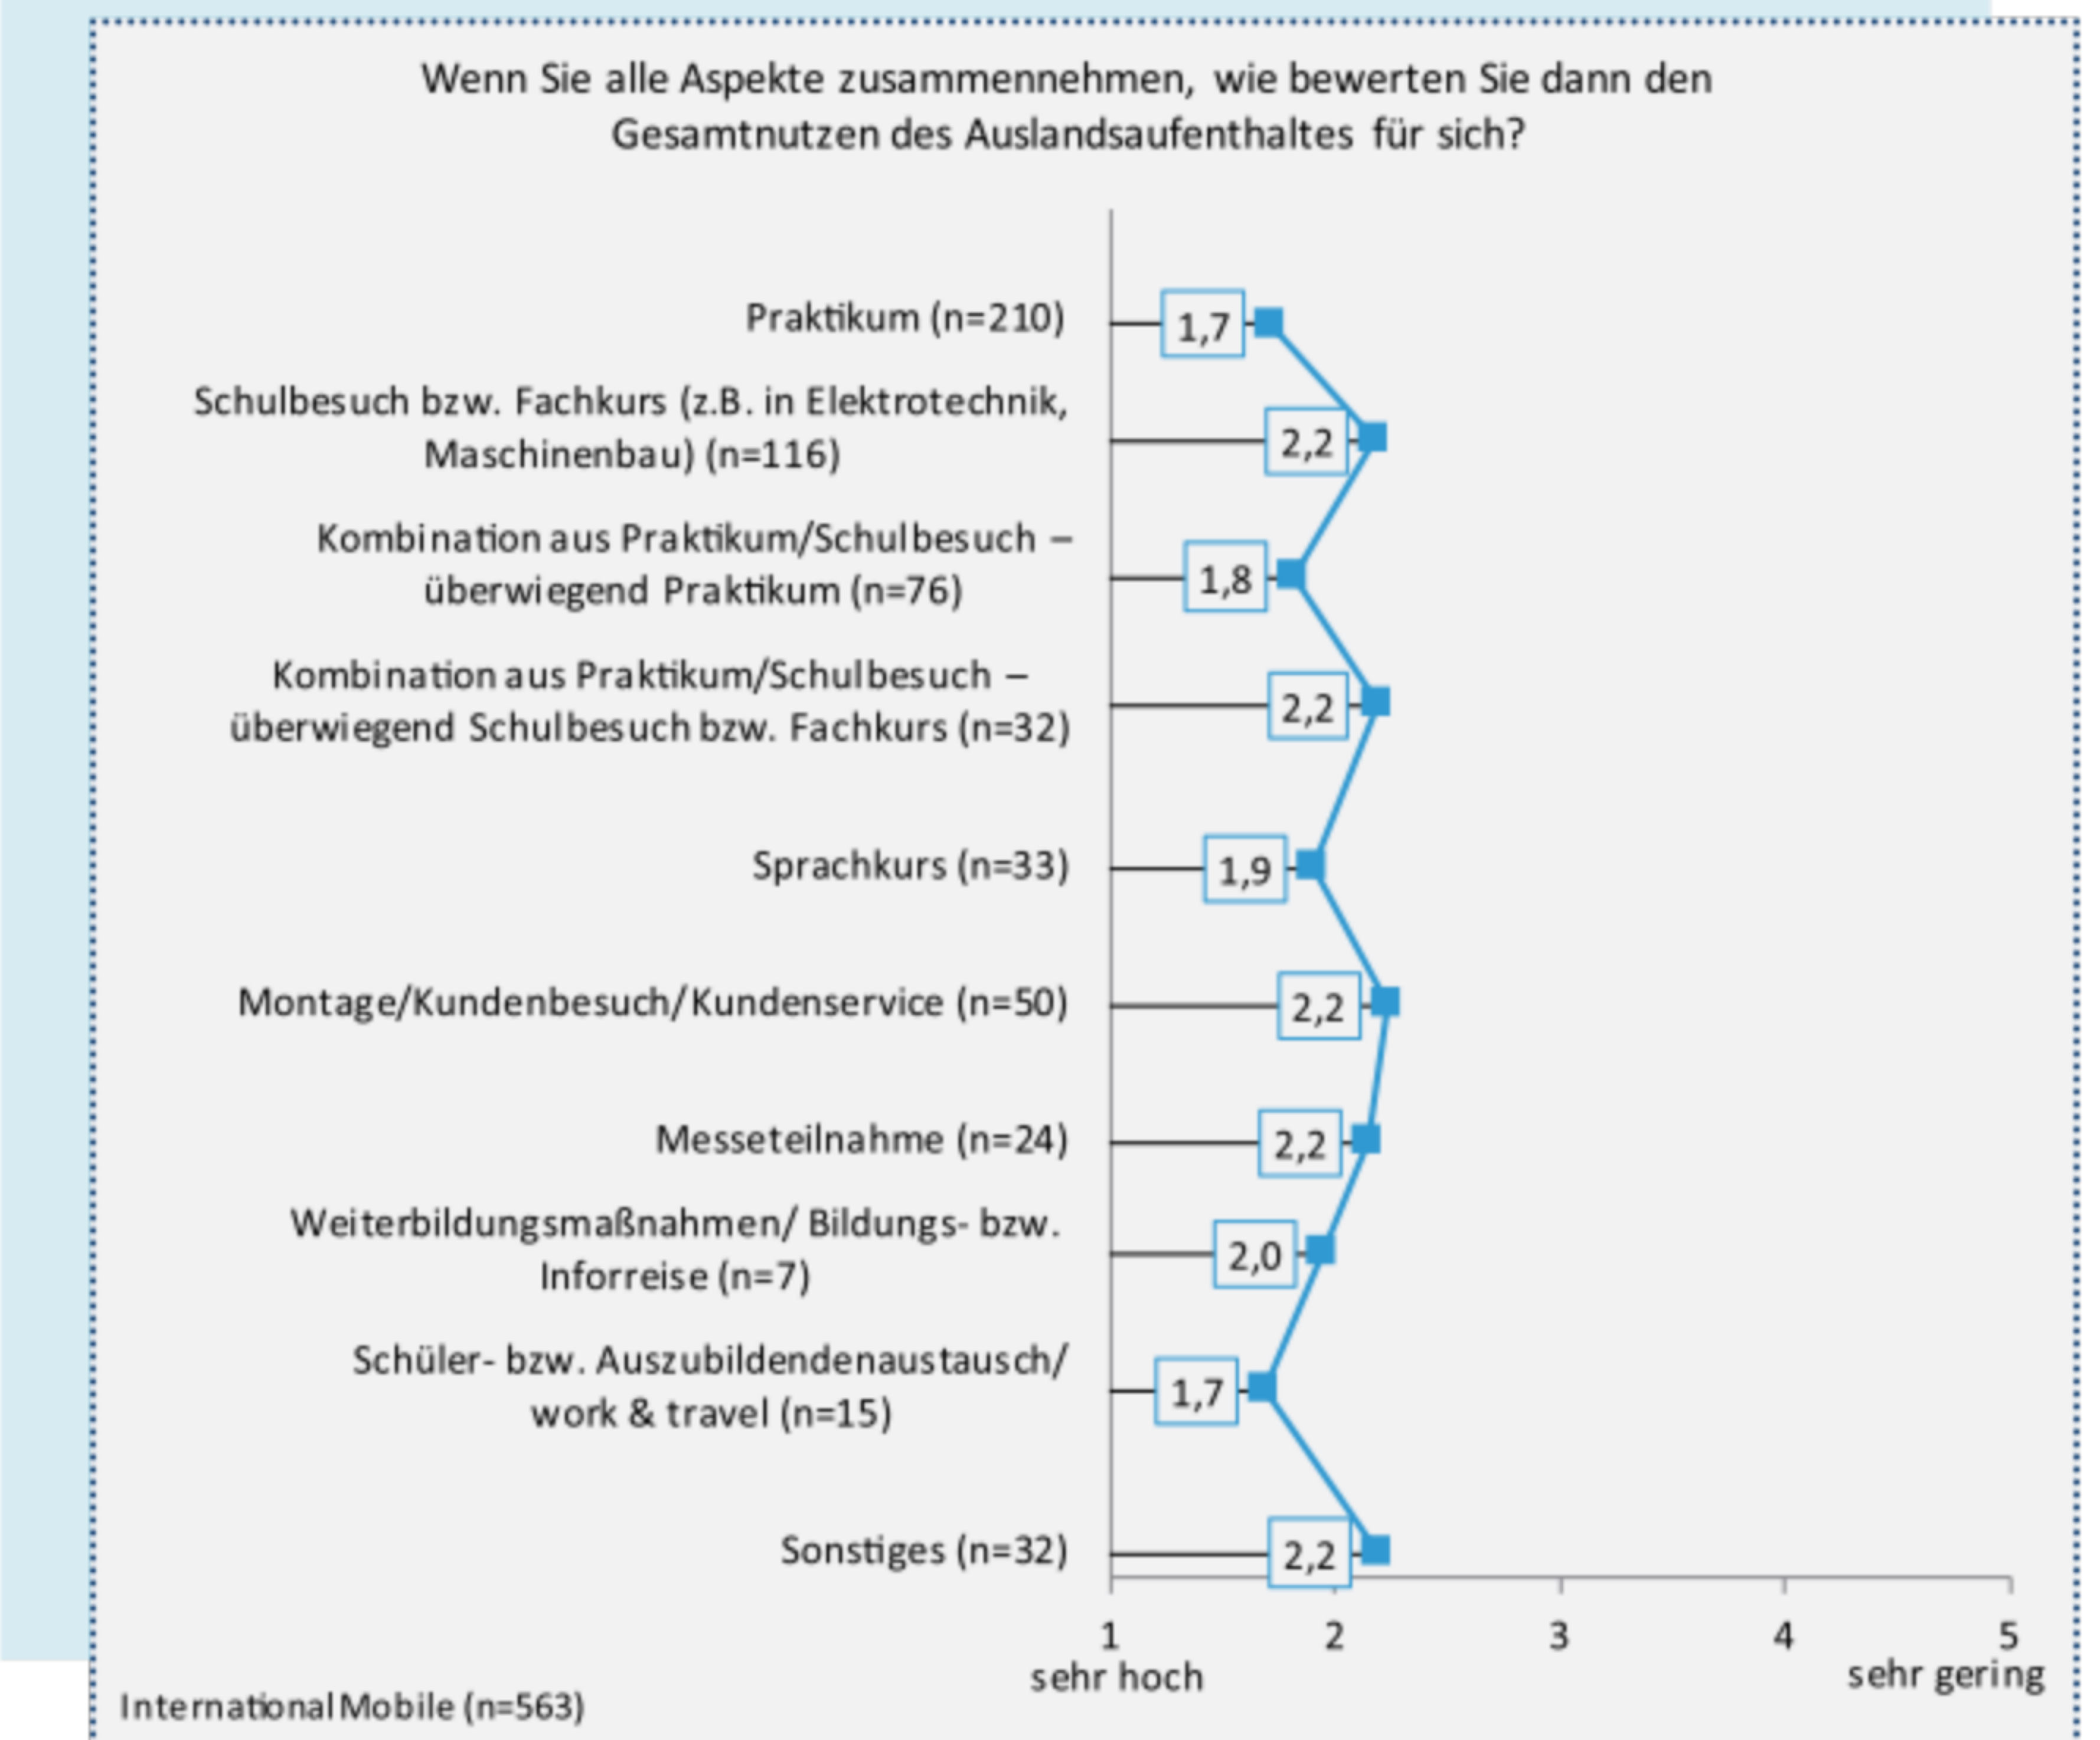 Wenn Sie alle Aspekte zusammennehmen, wie bewerten Sie dann den
Gesamtnutzen des Auslandsaufenthaltes für sich?
Praktikum (n=210)
1,7
Schulbesuch bzw. Fachkurs (z.B. in Elektrotechnik,
Maschinenbau) (n=116)
2,2
Kombination aus Praktikum/Schulbesuch –
überwiegend Praktikum (n=76)
1,8
Kombination aus Praktikum/Schulbesuch –
überwiegend Schulbesuch bzw. Fachkurs (n=32)
2,2
Sprachkurs (n=33)
1,9
Montage/Kundenbesuch/Kundenservice (n=50)
2,2
Messeteilnahme (n=24)
2,2
Weiterbildungsmaßnahmen/ Bildungs- bzw.
Inforreise (n=7)
2,0
Schüler- bzw. Auszubildendenaustausch/
work & travel (n=15)
1,7
Sonstiges (n=32)
2,2
1 2 3 4 5
sehr hoch sehr gering
International Mobile (n=563)